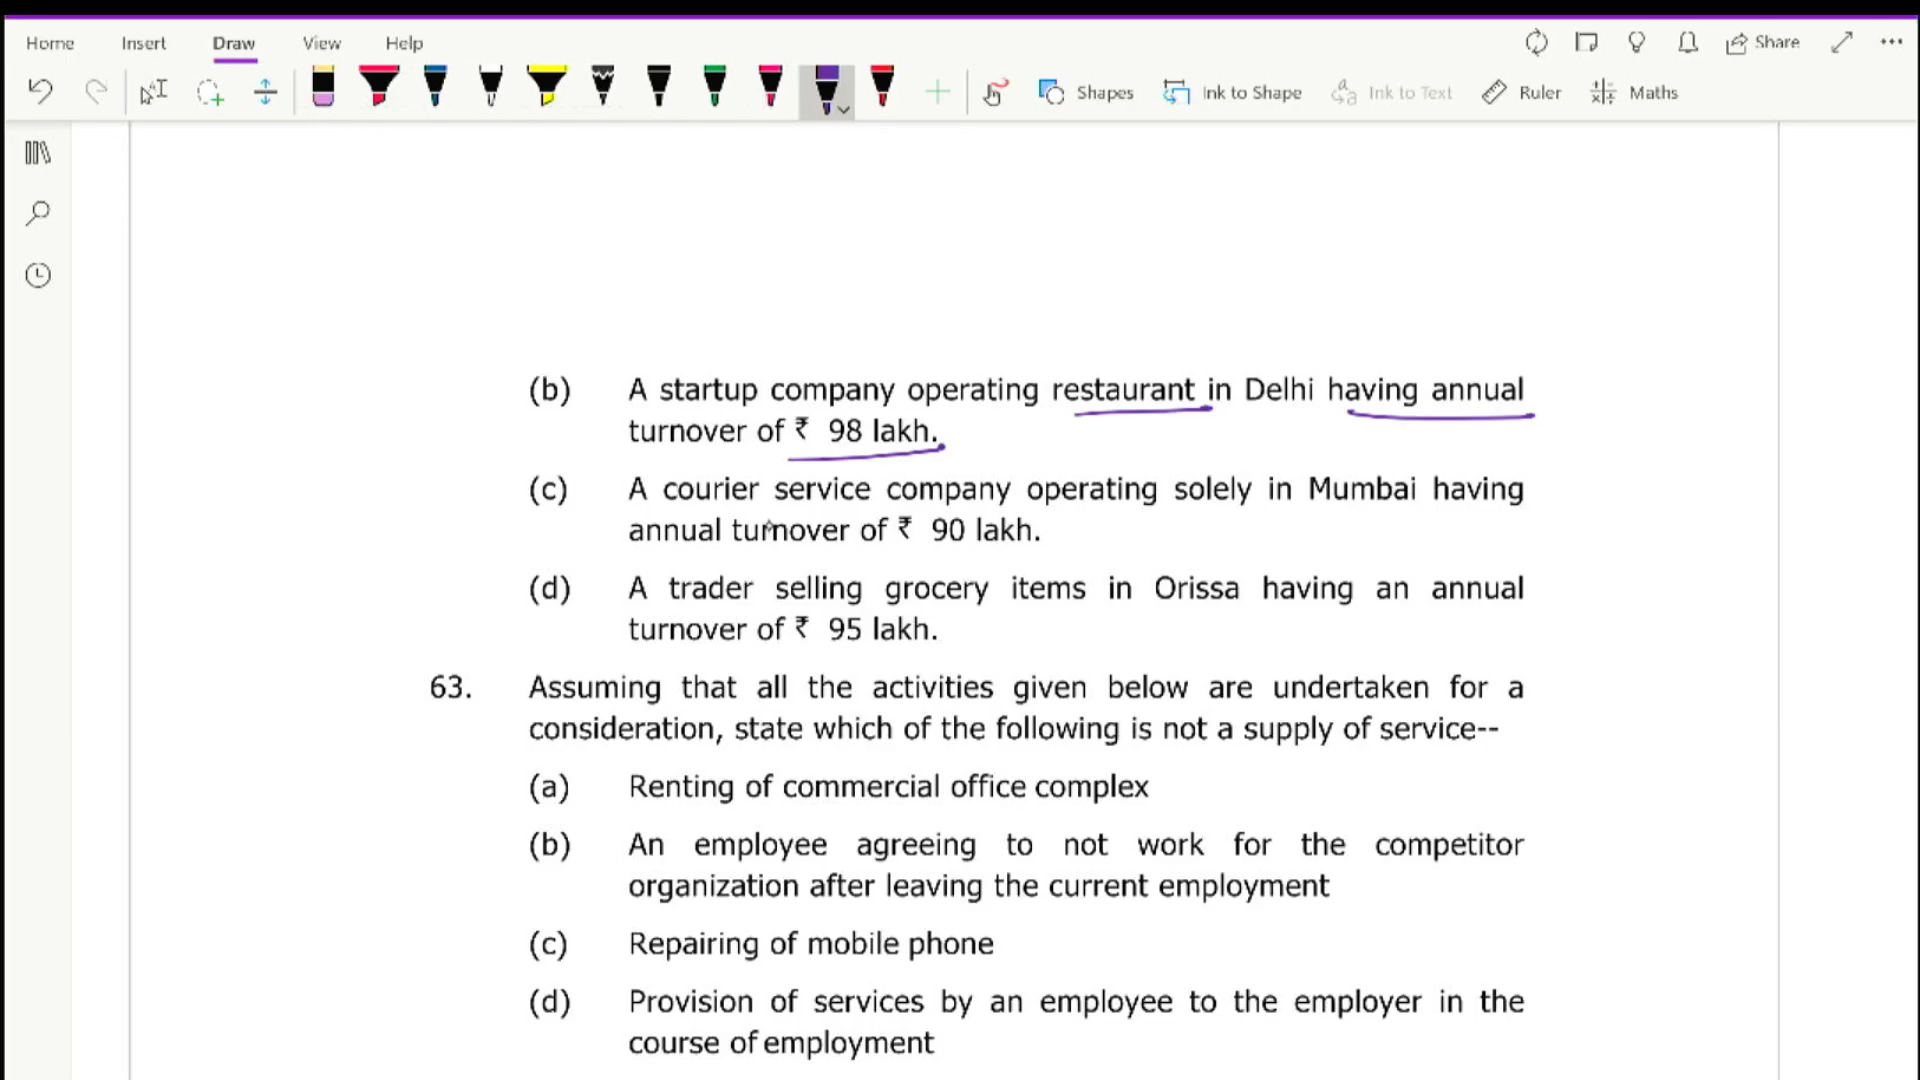 Home Insert Draw View Help Share
Shapes Ink to Shape Ink to Text Ruler Maths
(b) A startup company operating restaurant in Delhi having annual
turnover of ₹ 98 lakh.
(c) A courier service company operating solely in Mumbai having
annual turnover of ₹ 90 lakh.
(d) A trader selling grocery items in Orissa having an annual
turnover of ₹ 95 lakh.
63. Assuming that all the activities given below are undertaken for a
consideration, state which of the following is not a supply of service--
(a) Renting of commercial office complex
(b) An employee agreeing to not work for the competitor
organization after leaving the current employment
(c) Repairing of mobile phone
(d) Provision of services by an employee to the employer in the
course of employment